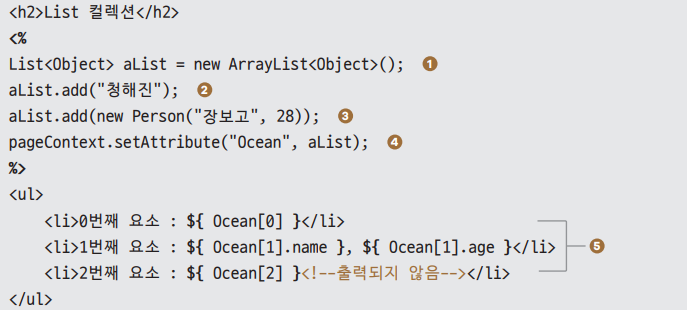 <h2>List 컬렉션</h2>
<%
List<Object> aList = new ArrayList<Object>(); ❶
aList.add("청해진"); ❷
aList.add(new Person("장보고", 28)); ❸
pageContext.setAttribute("Ocean", aList); ❹
%>
<ul>
    <li>0번째 요소 : ${ Ocean[0] }</li>
    <li>1번째 요소 : ${ Ocean[1].name }, ${ Ocean[1].age }</li> ❺
    <li>2번째 요소 : ${ Ocean[2] }<!--출력되지 않음--></li>
</ul>